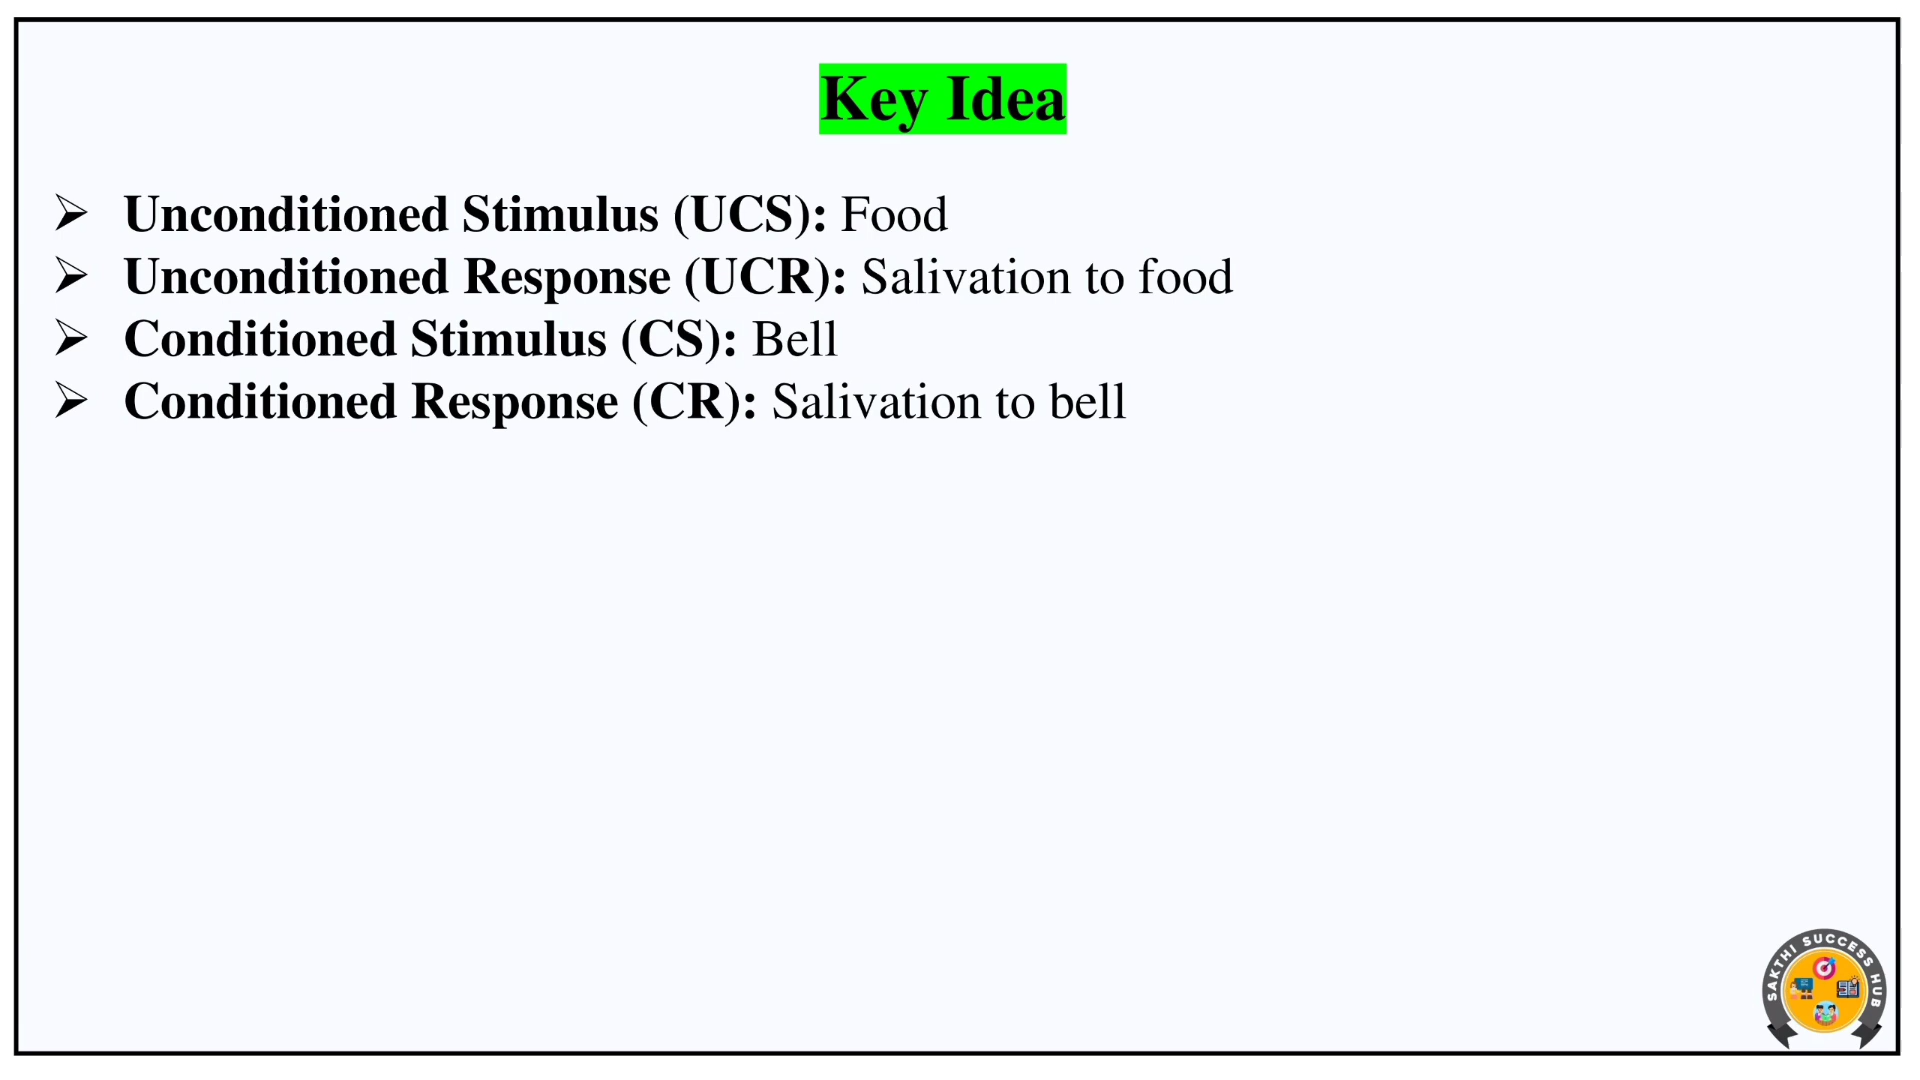 Key Idea
➢ Unconditioned Stimulus (UCS): Food
➢ Unconditioned Response (UCR): Salivation to food
➢ Conditioned Stimulus (CS): Bell
➢ Conditioned Response (CR): Salivation to bell
SAKTHI SUCCESS HUB